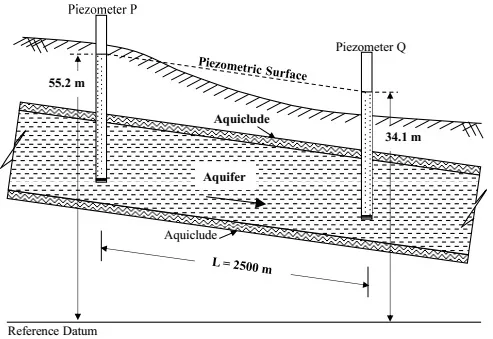 Piezometer P
Piezometer Q
Piezometric Surface
55.2 m
Aquiclude
34.1 m
Aquifer
Aquiclude
L = 2500 m
Reference Datum